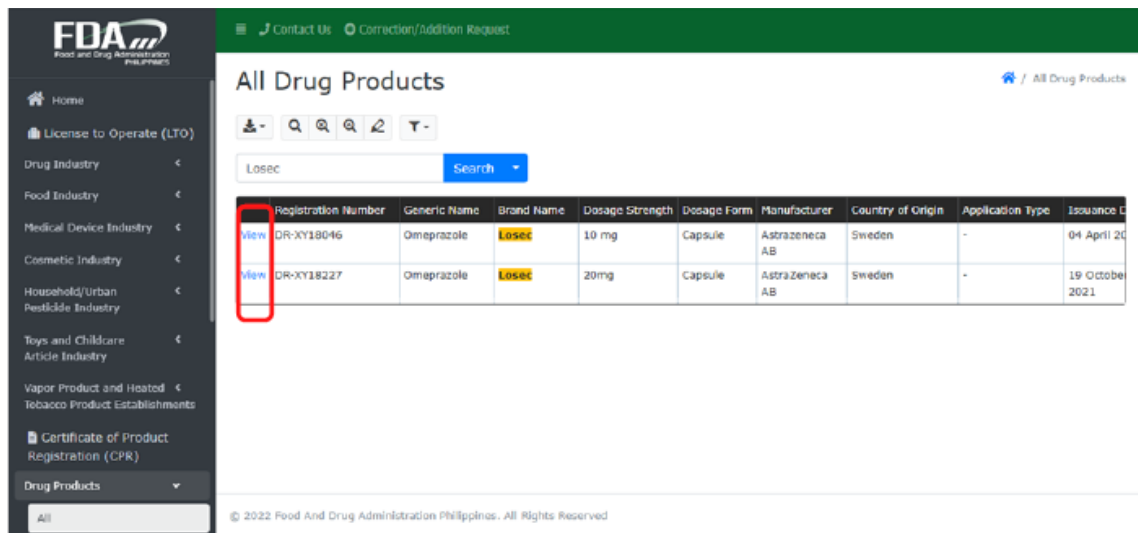 FDA
Food and Drug Administration
PHILIPPINES
Contact Us Correction/Addition Request
Home
License to Operate (LTO)
Drug Industry
Food Industry
Medical Device Industry
Cosmetic Industry
Household/Urban
Pesticide Industry
Toys and Childcare
Article Industry
Vapor Product and Heated
Tobacco Product Establishments
Certificate of Product
Registration (CPR)
Drug Products
All
All Drug Products
/ All Drug Products
Losec Search
Registration Number Generic Name Brand Name Dosage Strength Dosage Form Manufacturer Country of Origin Application Type Issuance D
View DR-XY18046 Omeprazole Losec 10 mg Capsule Astrazeneca AB Sweden - 04 April 20
View DR-XY18227 Omeprazole Losec 20mg Capsule AstraZeneca AB Sweden - 19 October 2021
© 2022 Food And Drug Administration Philippines. All Rights Reserved